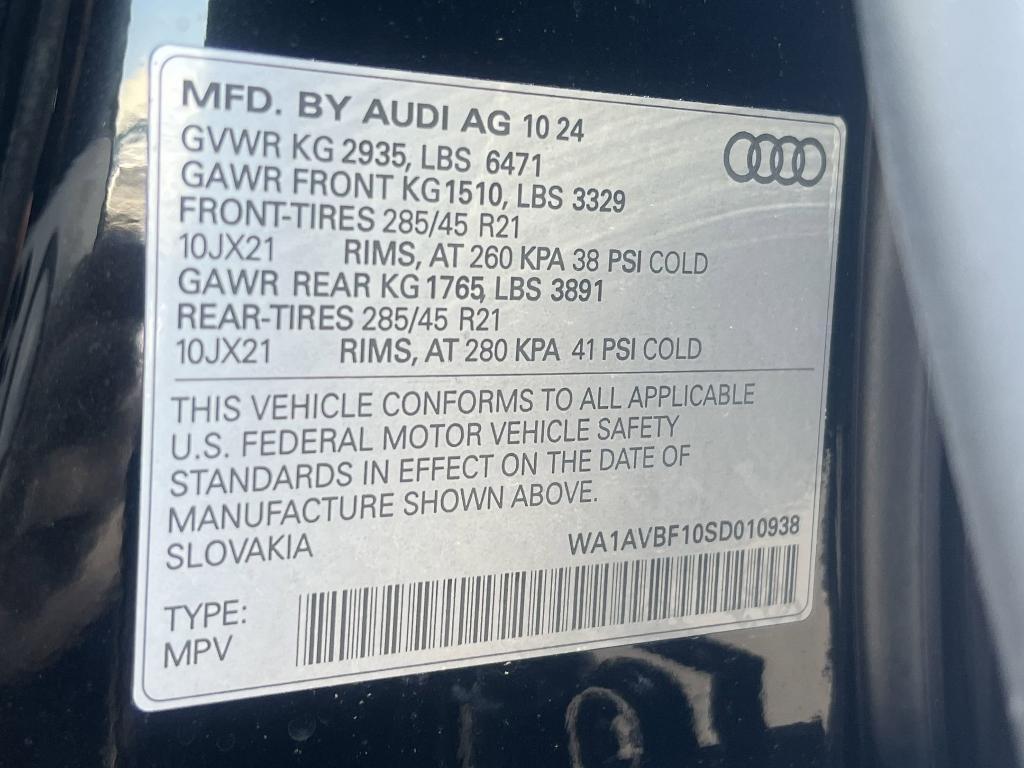 MFD. BY AUDI AG 10 24
GVWR KG 2935, LBS 6471
GAWR FRONT KG1510, LBS 3329
FRONT-TIRES 285/45 R21
10JX21 RIMS, AT 260 KPA 38 PSI COLD
GAWR REAR KG 1765, LBS 3891
REAR-TIRES 285/45 R21
10JX21 RIMS, AT 280 KPA 41 PSI COLD
THIS VEHICLE CONFORMS TO ALL APPLICABLE
U.S. FEDERAL MOTOR VEHICLE SAFETY
STANDARDS IN EFFECT ON THE DATE OF
MANUFACTURE SHOWN ABOVE.
SLOVAKIA WA1AVBF10SD010938
TYPE:
MPV